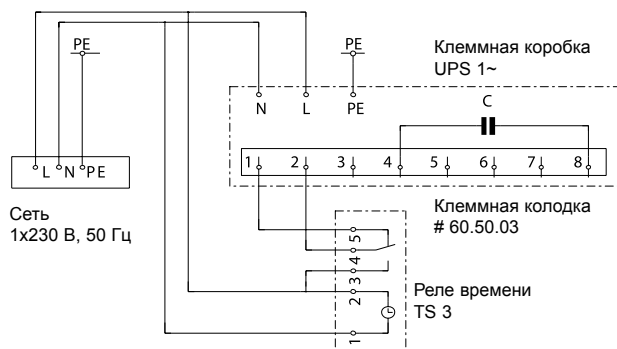 PE
PE
Клеммная коробка
UPS 1~
N L PE
C
1 2 3 4 5 6 7 8
L N PE
Сеть
1x230 В, 50 Гц
Клеммная колодка
# 60.50.03
5
4
3
2
1
Реле времени
TS 3